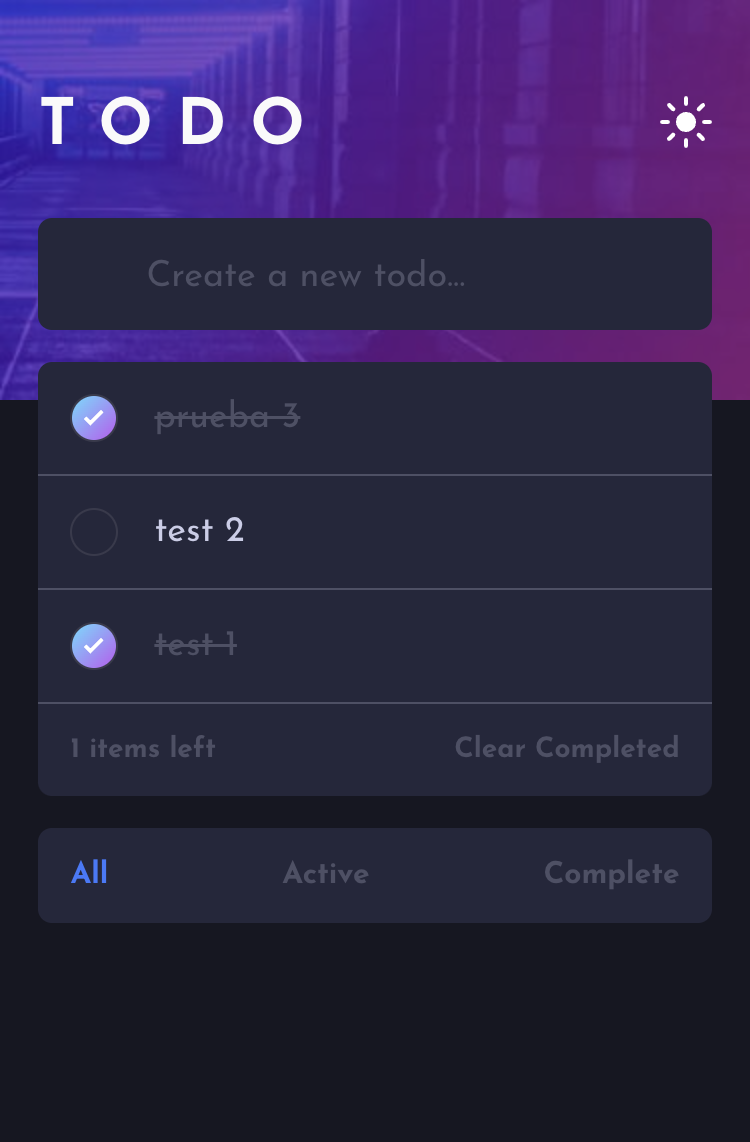 TODO
Create a new todo...
prueba 3
test 2
test 1
1 items left
Clear Completed
All
Active
Complete